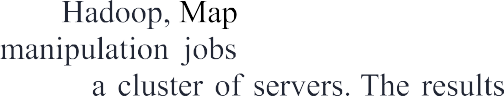 Hadoop, Map
manipulation jobs
a cluster of servers. The results